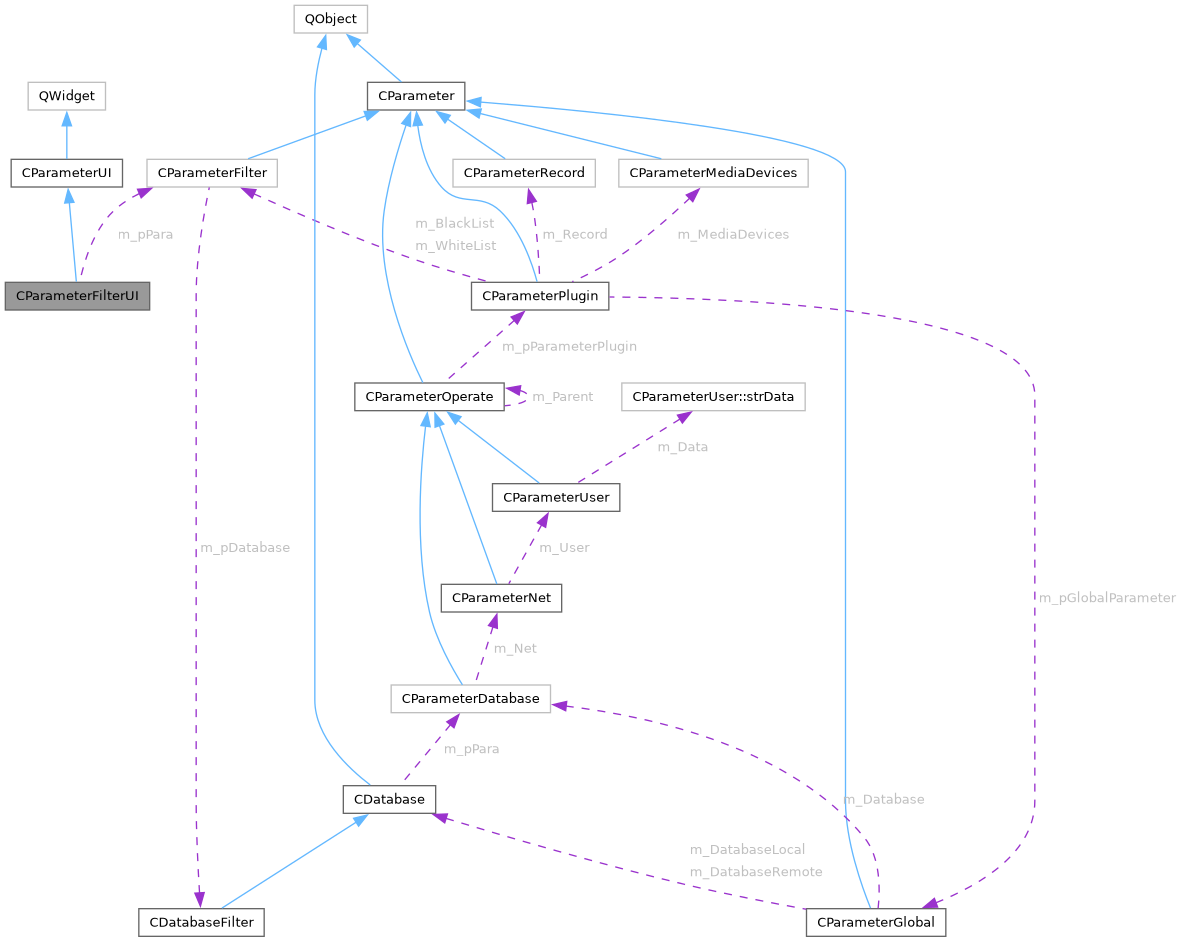 QObject
QWidget
CParameter
CParameterUI
CParameterFilter
CParameterRecord
CParameterMediaDevices
m_BlackList
m_WhiteList
m_pPara
m_Record
m_MediaDevices
CParameterFilterUI
CParameterPlugin
m_pParameterPlugin
CParameterOperate
m_Parent
CParameterUser::strData
m_Data
CParameterUser
m_pDatabase
m_User
CParameterNet
m_pGlobalParameter
m_Net
CParameterDatabase
m_pPara
CDatabase
m_Database
m_DatabaseLocal
m_DatabaseRemote
CDatabaseFilter
CParameterGlobal